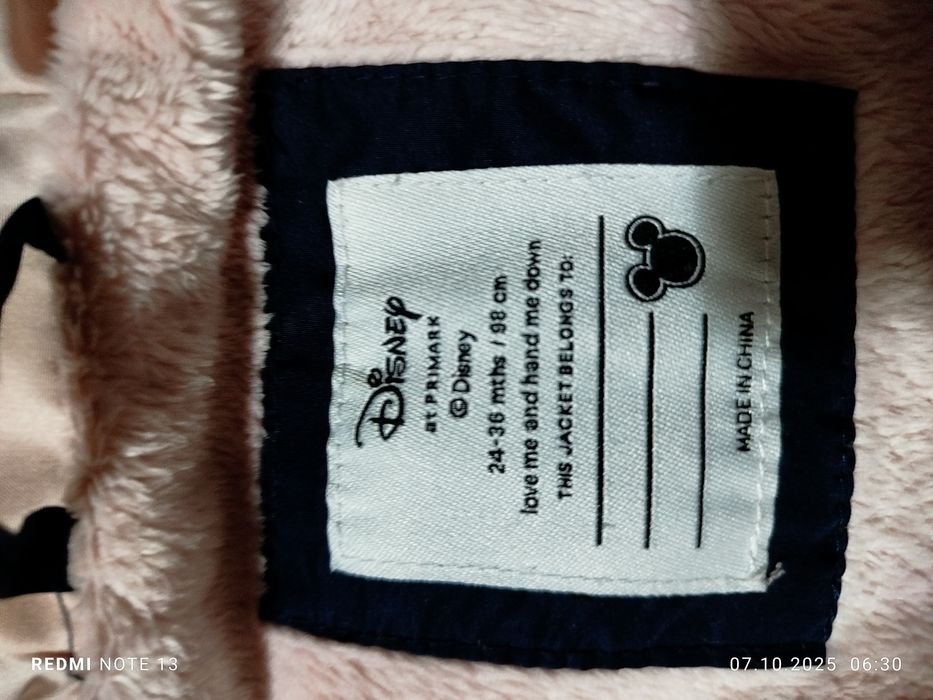 Disney
at PRIMARK
©Disney
24-36 mths / 98 cm
love me and hand me down
THIS JACKET BELONGS TO:
MADE IN CHINA
REDMI NOTE 13
07.10.2025 06:30